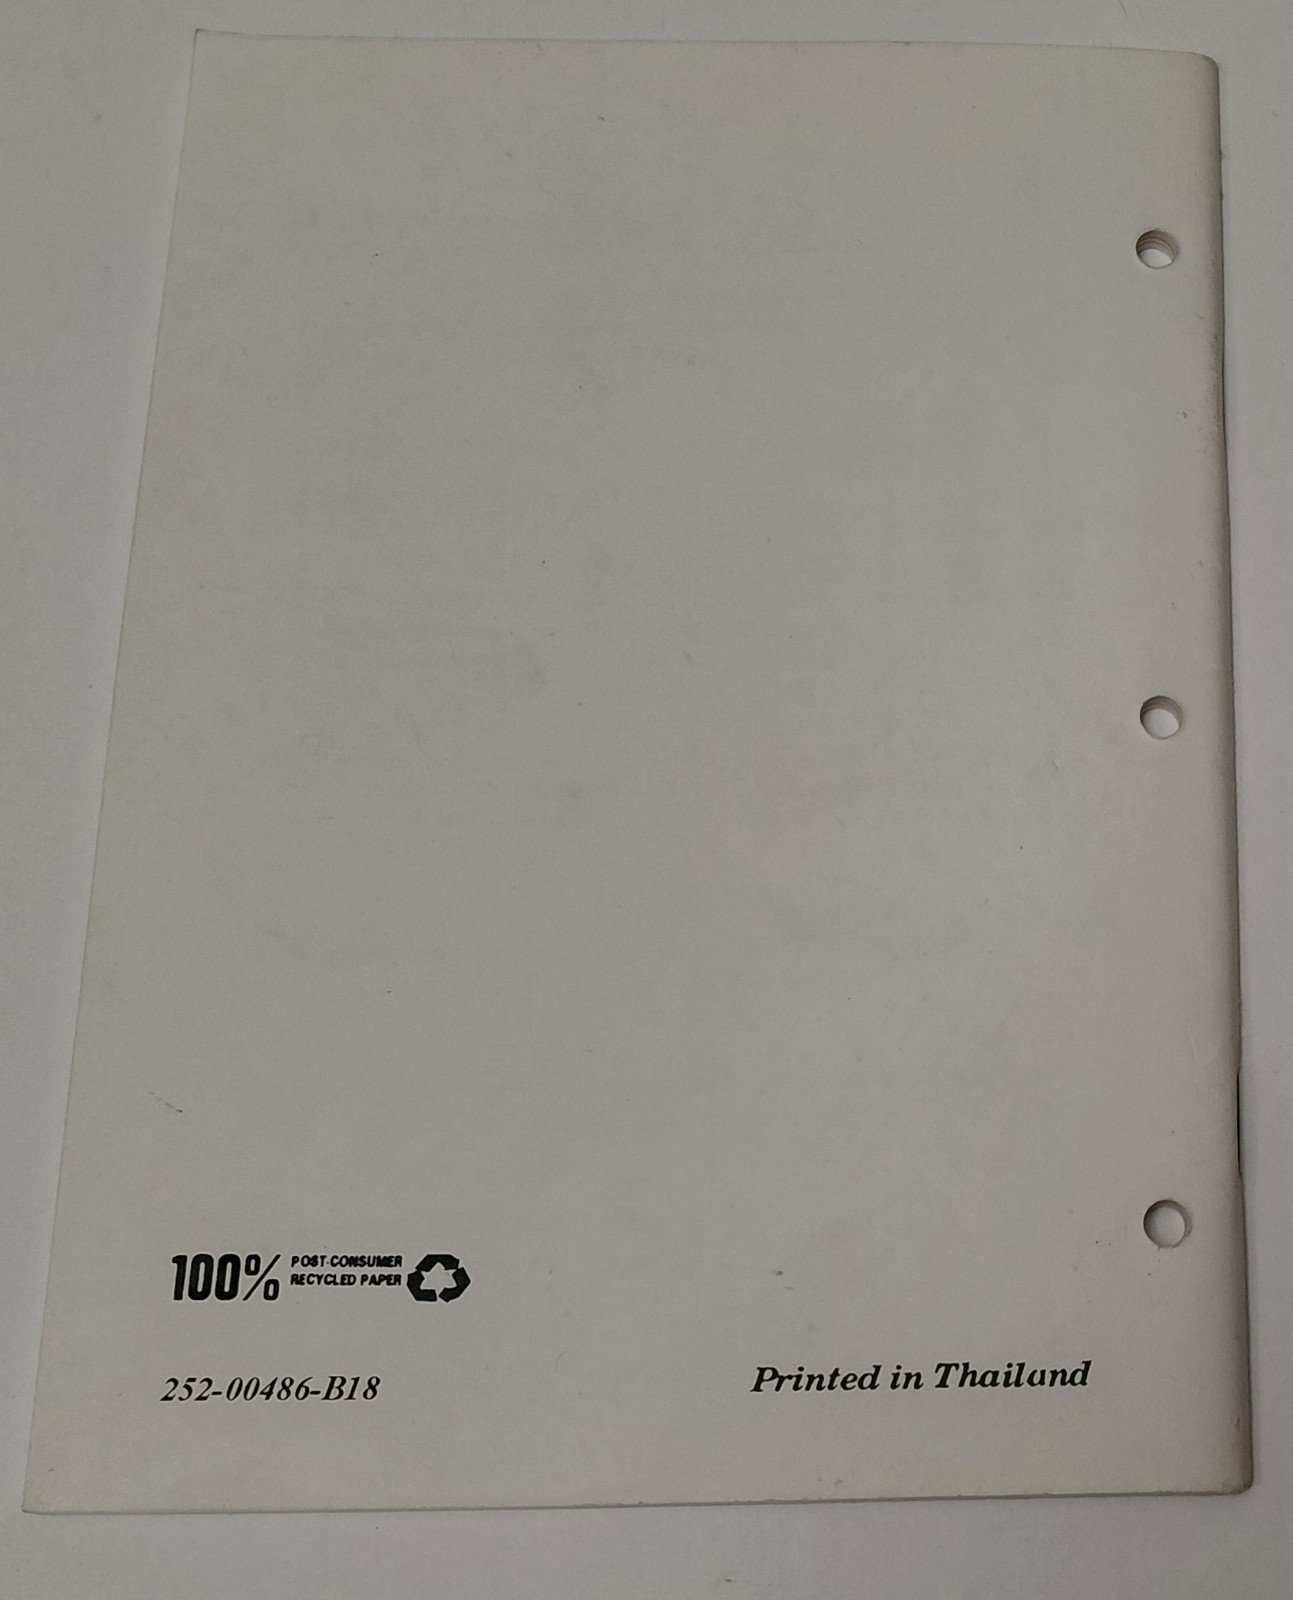 100% POST-CONSUMER
RECYCLED PAPER
252-00486-B18
Printed in Thailand